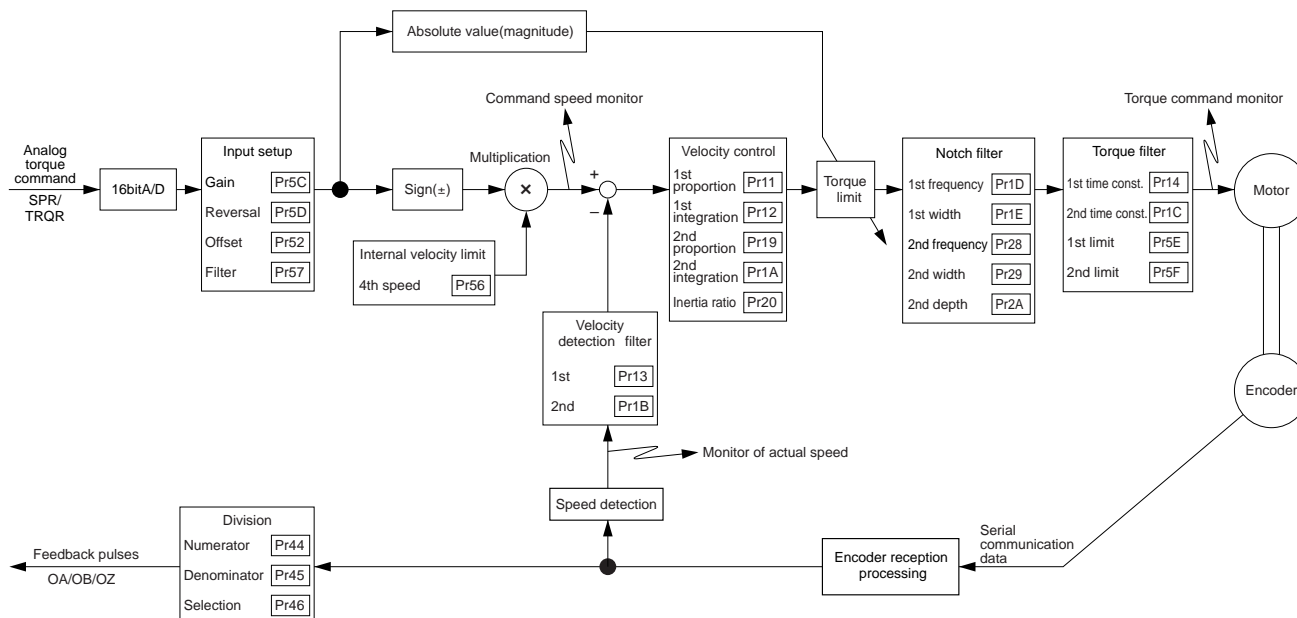 Absolute value(magnitude)
Command speed monitor
Torque command monitor
Analog
torque
command
SPR/
TRQR
16bitA/D
Input setup
Gain Pr5C
Reversal Pr5D
Offset Pr52
Filter Pr57
Sign(±)
Multiplication
×
Internal velocity limit
4th speed Pr56
+
−
Velocity control
1st
proportion Pr11
1st
integration Pr12
2nd
proportion Pr19
2nd
integration Pr1A
Inertia ratio Pr20
Torque
limit
Notch filter
1st frequency Pr1D
1st width Pr1E
2nd frequency Pr28
2nd width Pr29
2nd depth Pr2A
Torque filter
1st time const. Pr14
2nd time const. Pr1C
1st limit Pr5E
2nd limit Pr5F
Motor
Encoder
Velocity
detection filter
1st Pr13
2nd Pr1B
Monitor of actual speed
Speed detection
Serial
communication
data
Encoder reception
processing
Division
Numerator Pr44
Denominator Pr45
Selection Pr46
Feedback pulses
OA/OB/OZ